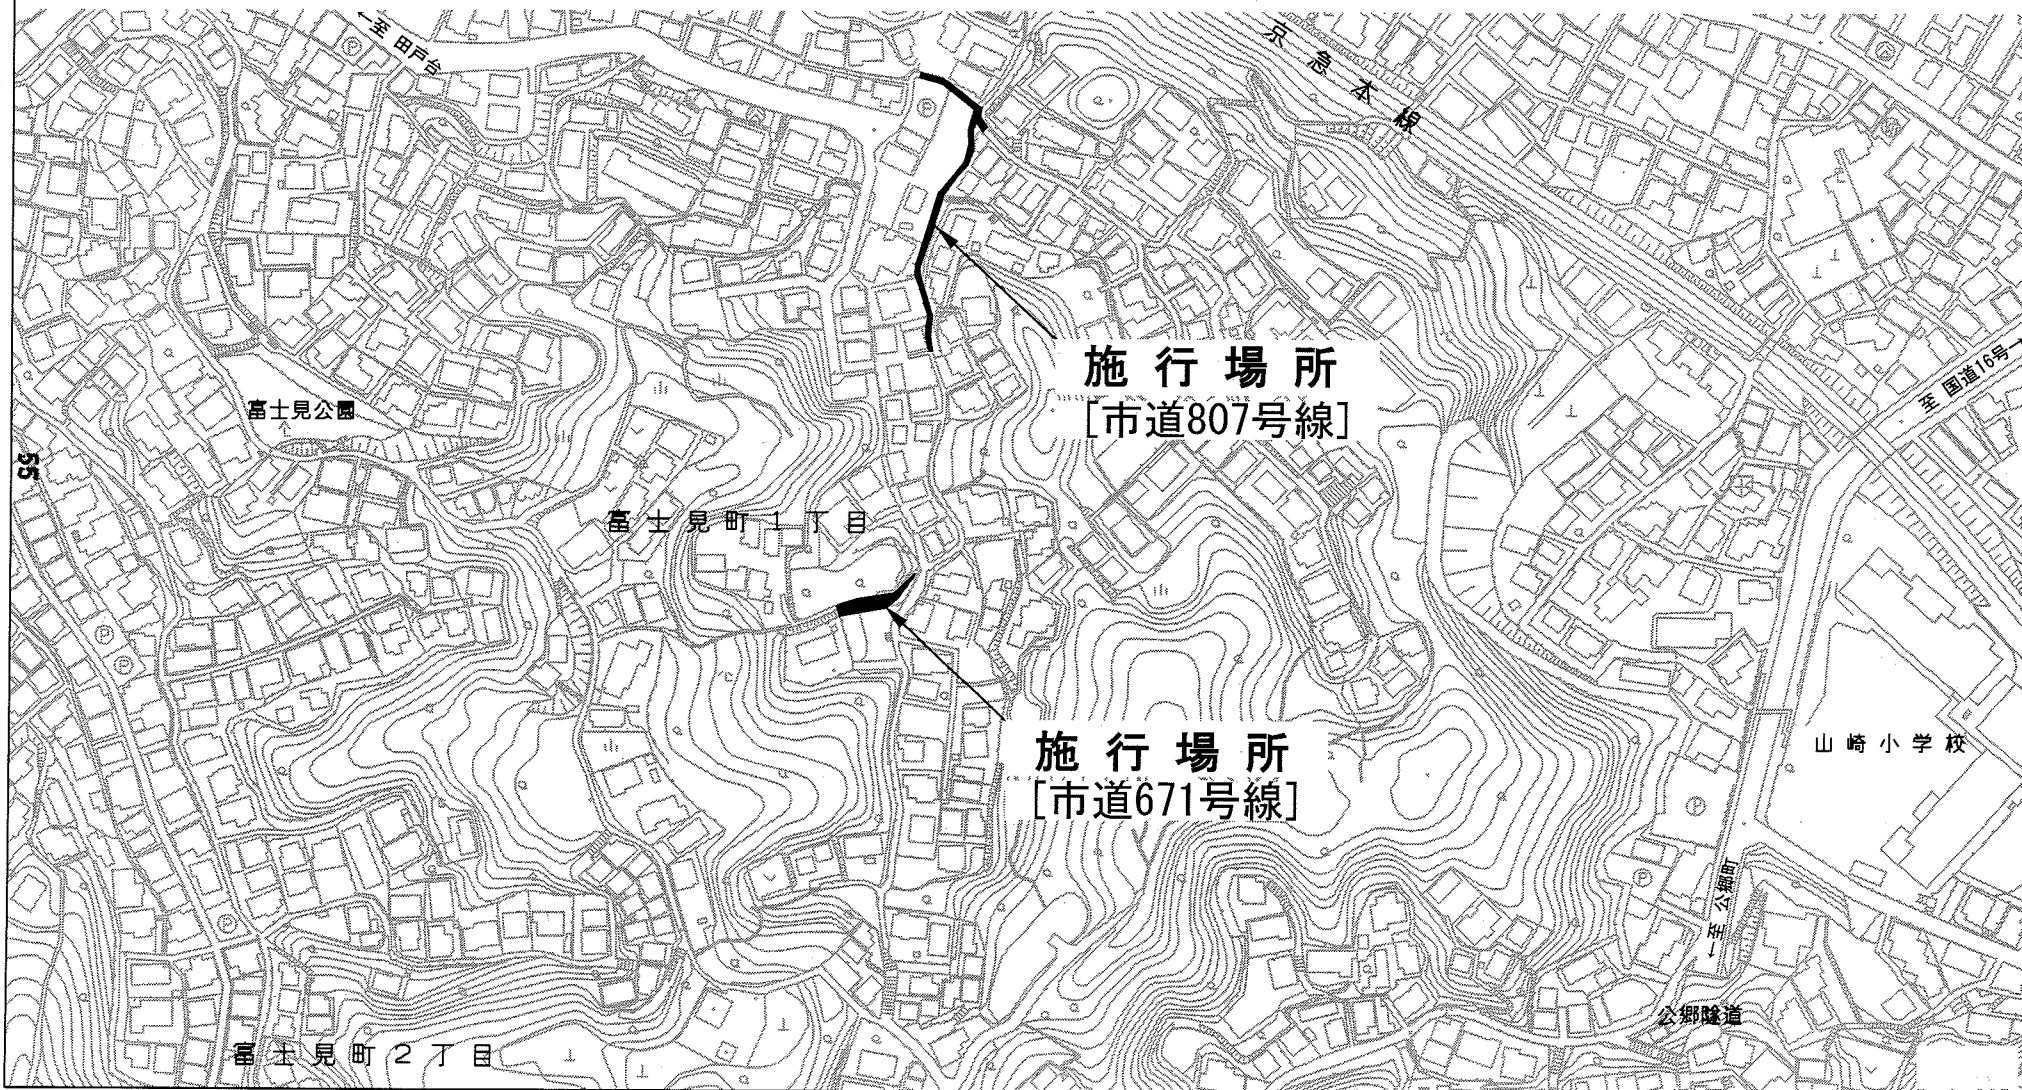 ←至 田戸台
京急本線
施行場所
[市道807号線]
至 国道16号→
富士見公園
55
富士見町1丁目
施行場所
[市道671号線]
山崎小学校
←至 公郷町
公郷隧道
富士見町2丁目